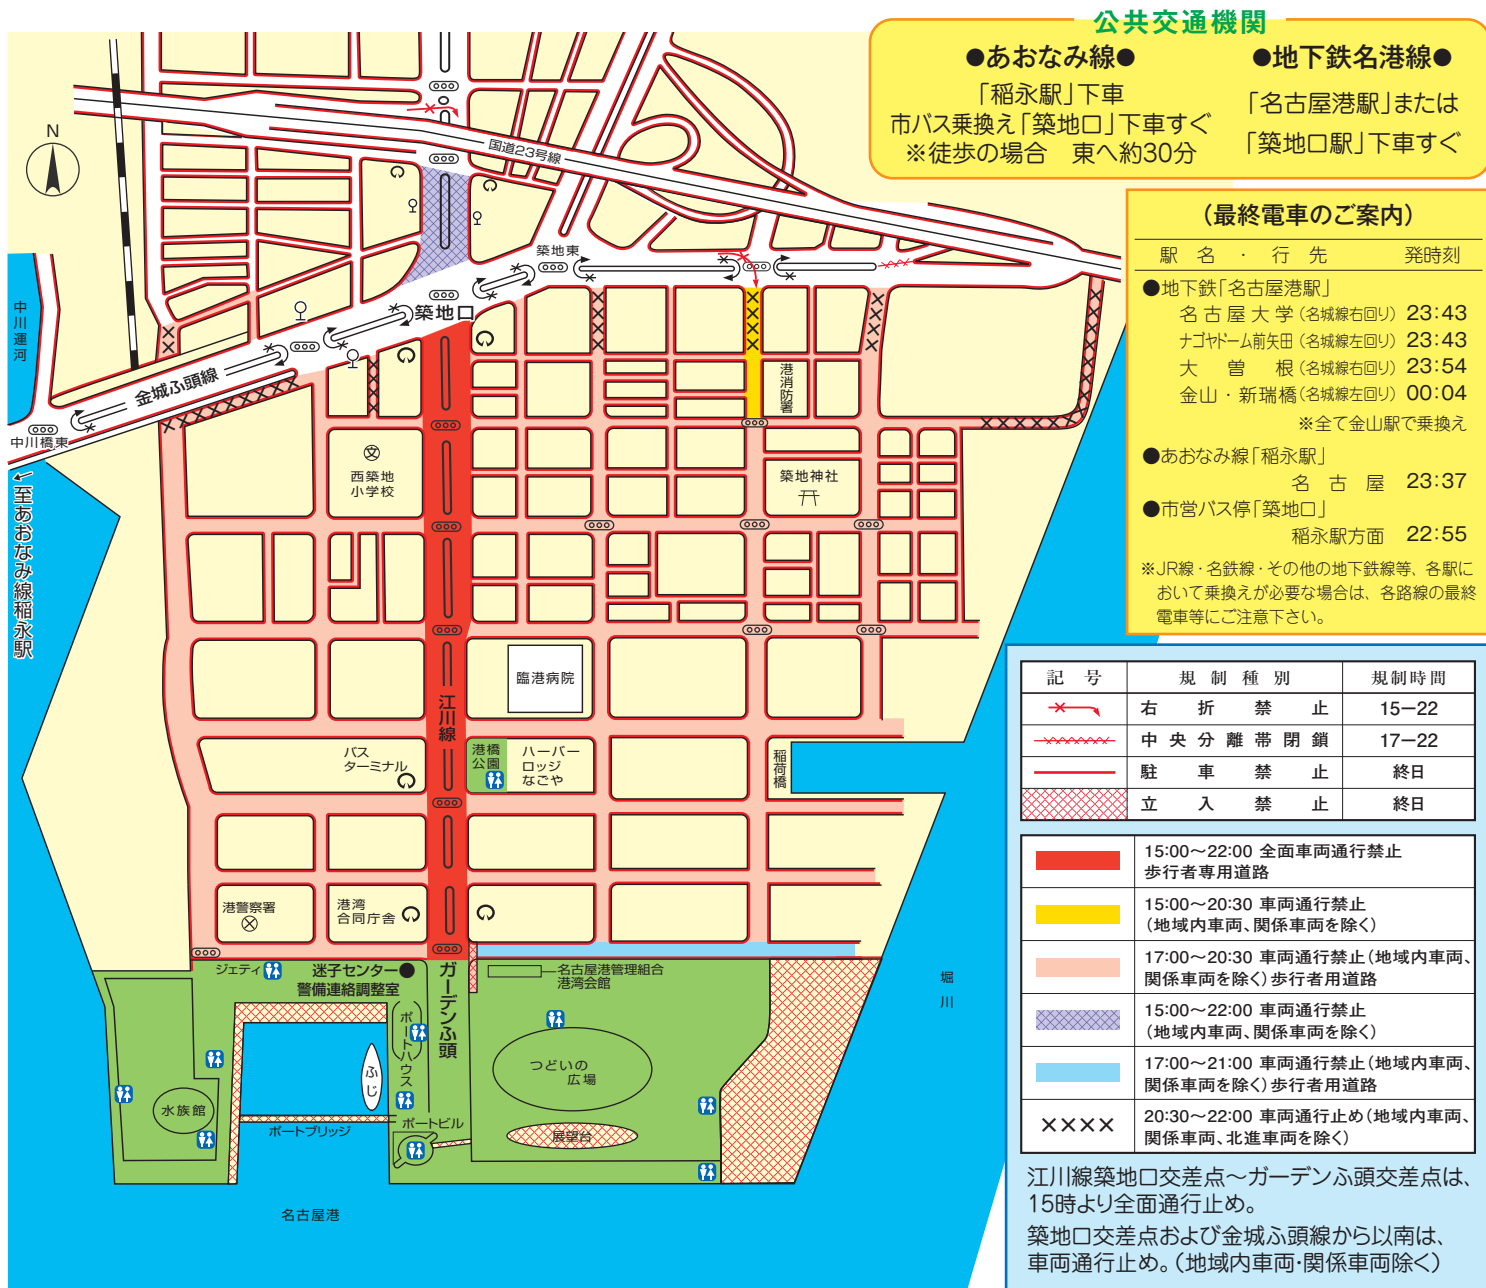 公共交通機関
●あおなみ線●
「稲永駅」下車
市バス乗換え「築地口」下車すぐ
※徒歩の場合　東へ約30分
●地下鉄名港線●
「名古屋港駅」または
「築地口駅」下車すぐ
(最終電車のご案内)
駅名・行先 発時刻
●地下鉄「名古屋港駅」
名古屋大学(名城線右回り) 23:43
ナゴヤドーム前矢田(名城線左回り) 23:43
大曽根(名城線右回り) 23:54
金山・新瑞橋(名城線左回り) 00:04
※全て金山駅で乗換え
●あおなみ線「稲永駅」
名古屋 23:37
●市営バス停「築地口」
稲永駅方面 22:55
※JR線・名鉄線・その他の地下鉄線等、各駅に
おいて乗換えが必要な場合は、各路線の最終
電車等にご注意下さい。
記号 規制種別 規制時間
右折禁止 15−22
中央分離帯閉鎖 17−22
駐車禁止 終日
立入禁止 終日
15:00〜22:00 全面車両通行禁止
歩行者専用道路
15:00〜20:30 車両通行禁止
(地域内車両、関係車両を除く)
17:00〜20:30 車両通行禁止(地域内車両、
関係車両を除く)歩行者用道路
15:00〜22:00 車両通行禁止
(地域内車両、関係車両を除く)
17:00〜21:00 車両通行禁止(地域内車両、
関係車両を除く)歩行者用道路
×××× 20:30〜22:00 車両通行止め(地域内車両、
関係車両、北進車両を除く)
江川線築地口交差点〜ガーデンふ頭交差点は、
15時より全面通行止め。
築地口交差点および金城ふ頭線から以南は、
車両通行止め。(地域内車両・関係車両除く)
N
国道23号線
築地東
築地口
中川運河
金城ふ頭線
中川橋東
←至あおなみ線稲永駅
港消防署
文
西築地
小学校
築地神社
臨港病院
江川線
バス
ターミナル
港橋
公園
ハーバー
ロッジ
なごや
稲荷橋
港警察署
港湾
合同庁舎
ジェティ
迷子センター●
警備連絡調整室
ガーデンふ頭
名古屋港管理組合
港湾会館
堀川
ポートハウス
ふじ
つどいの
広場
水族館
ポートブリッジ
ポートビル
展望台
名古屋港